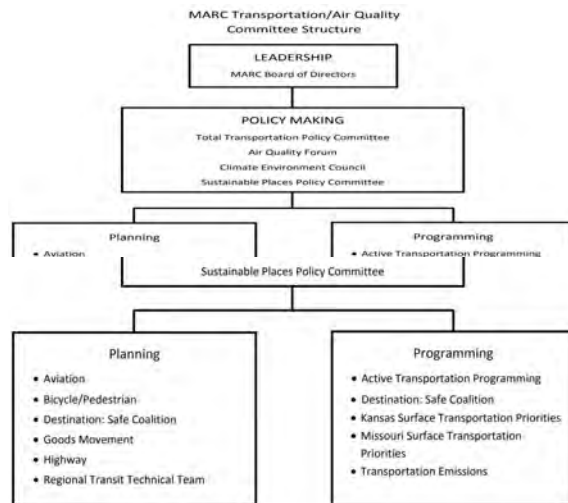 MARC Transportation/Air Quality
Committee Structure
LEADERSHIP
MARC Board of Directors
POLICY MAKING
Total Transportation Policy Committee
Air Quality Forum
Climate Environment Council
Sustainable Places Policy Committee
Planning
• Aviation
Programming
• Active Transportation Programming
Sustainable Places Policy Committee
Planning
• Aviation
• Bicycle/Pedestrian
• Destination: Safe Coalition
• Goods Movement
• Highway
• Regional Transit Technical Team
Programming
• Active Transportation Programming
• Destination: Safe Coalition
• Kansas Surface Transportation Priorities
• Missouri Surface Transportation
Priorities
• Transportation Emissions